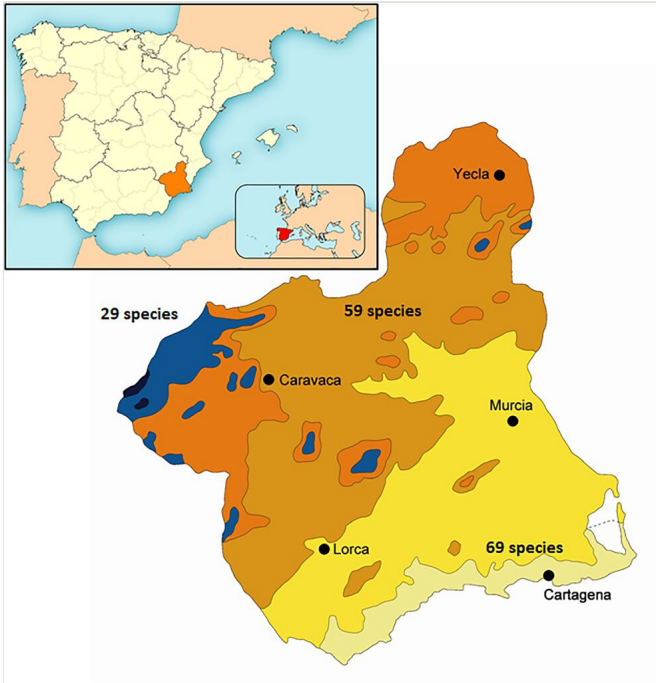 Yecla
29 species
59 species
Caravaca
Murcia
Lorca
69 species
Cartagena